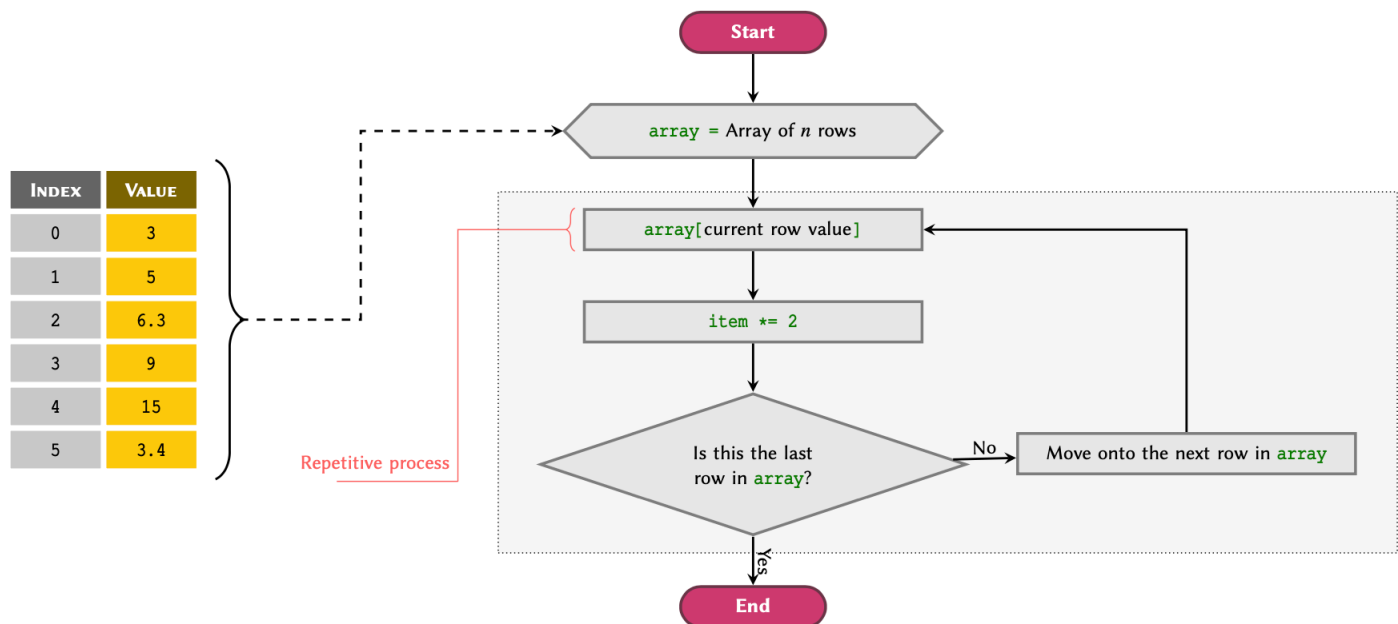 Start
array = Array of n rows
INDEX VALUE
0 3
1 5
2 6.3
3 9
4 15
5 3.4
array[current row value]
item *= 2
Repetitive process
Is this the last
row in array?
No
Move onto the next row in array
Yes
End